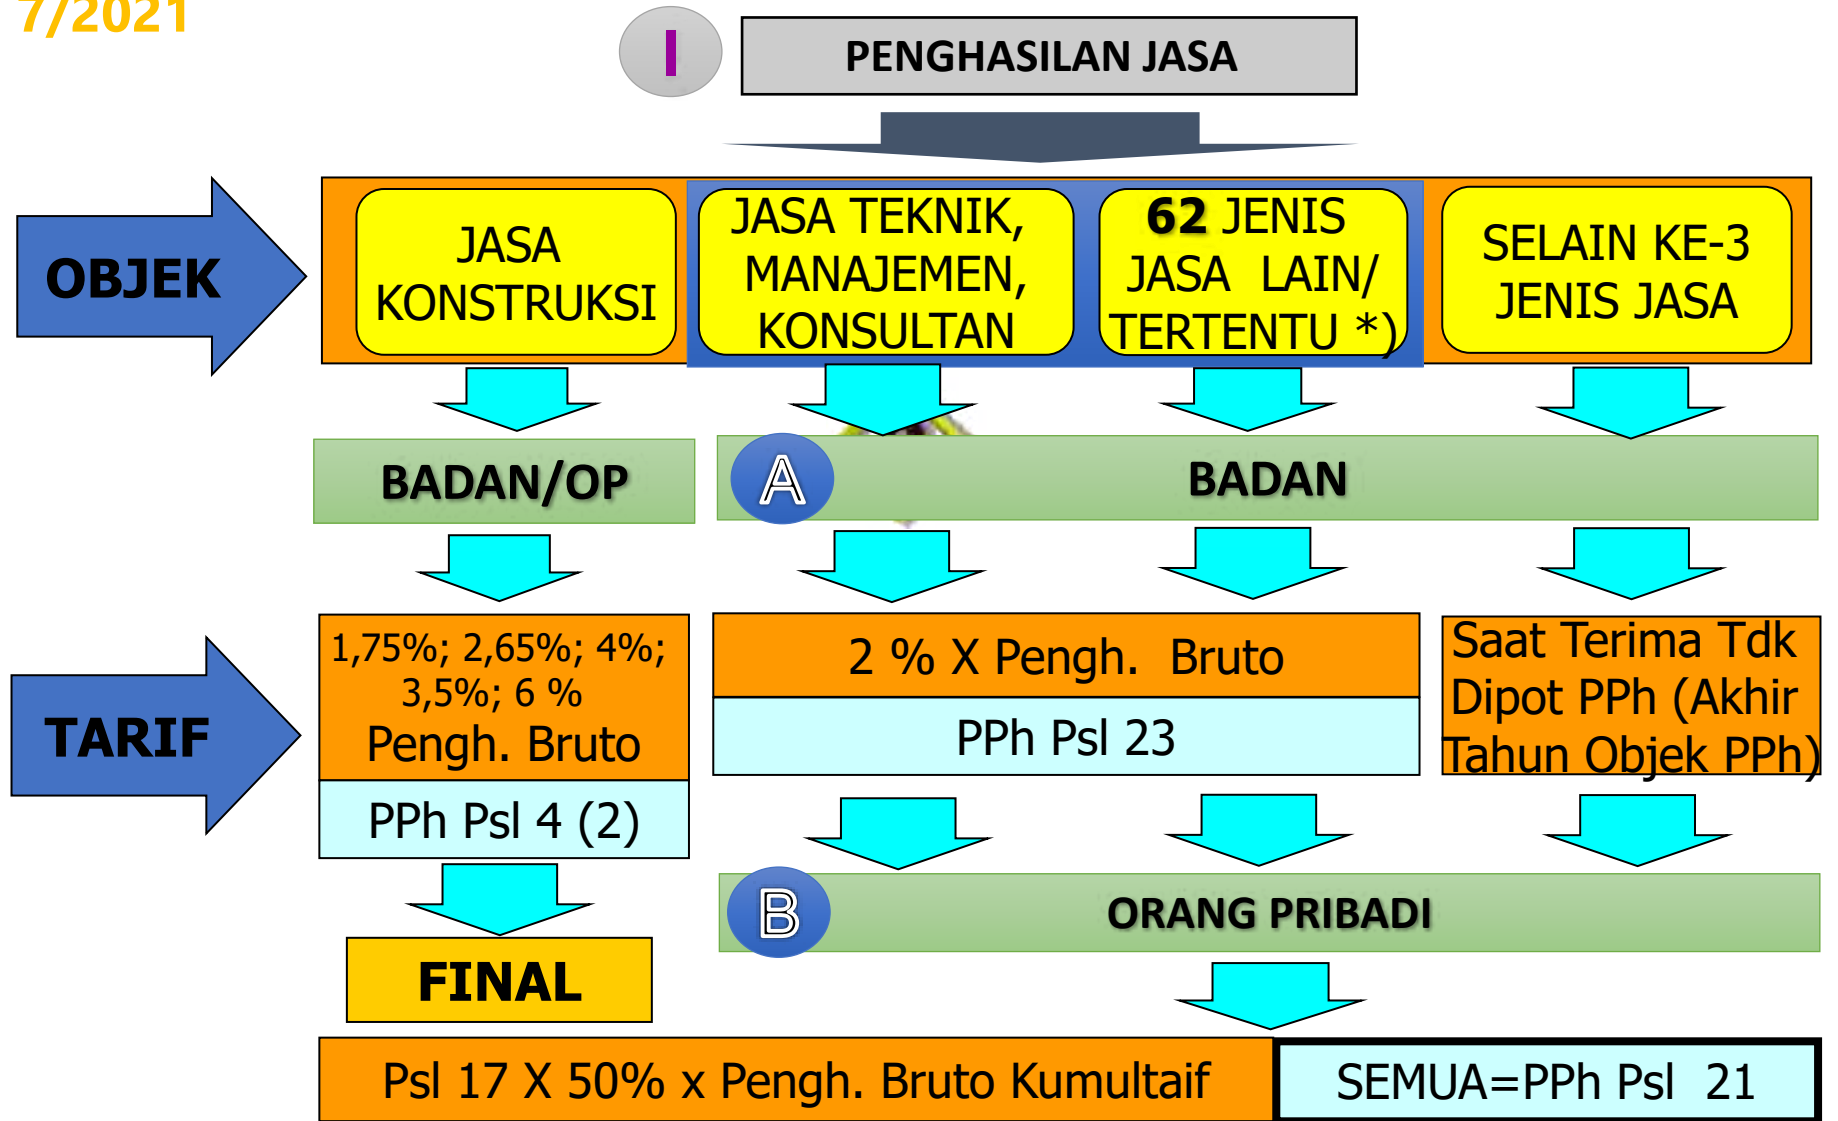 7/2021
I
PENGHASILAN JASA
OBJEK
JASA
KONSTRUKSI
JASA TEKNIK,
MANAJEMEN,
KONSULTAN
62 JENIS
JASA LAIN/
TERTENTU *)
SELAIN KE-3
JENIS JASA
BADAN/OP
A
BADAN
TARIF
1,75%; 2,65%; 4%;
3,5%; 6 %
Pengh. Bruto
PPh Psl 4 (2)
2 % X Pengh. Bruto
PPh Psl 23
Saat Terima Tdk
Dipot PPh (Akhir
Tahun Objek PPh)
B
ORANG PRIBADI
FINAL
Psl 17 X 50% x Pengh. Bruto Kumultaif
SEMUA=PPh Psl 21